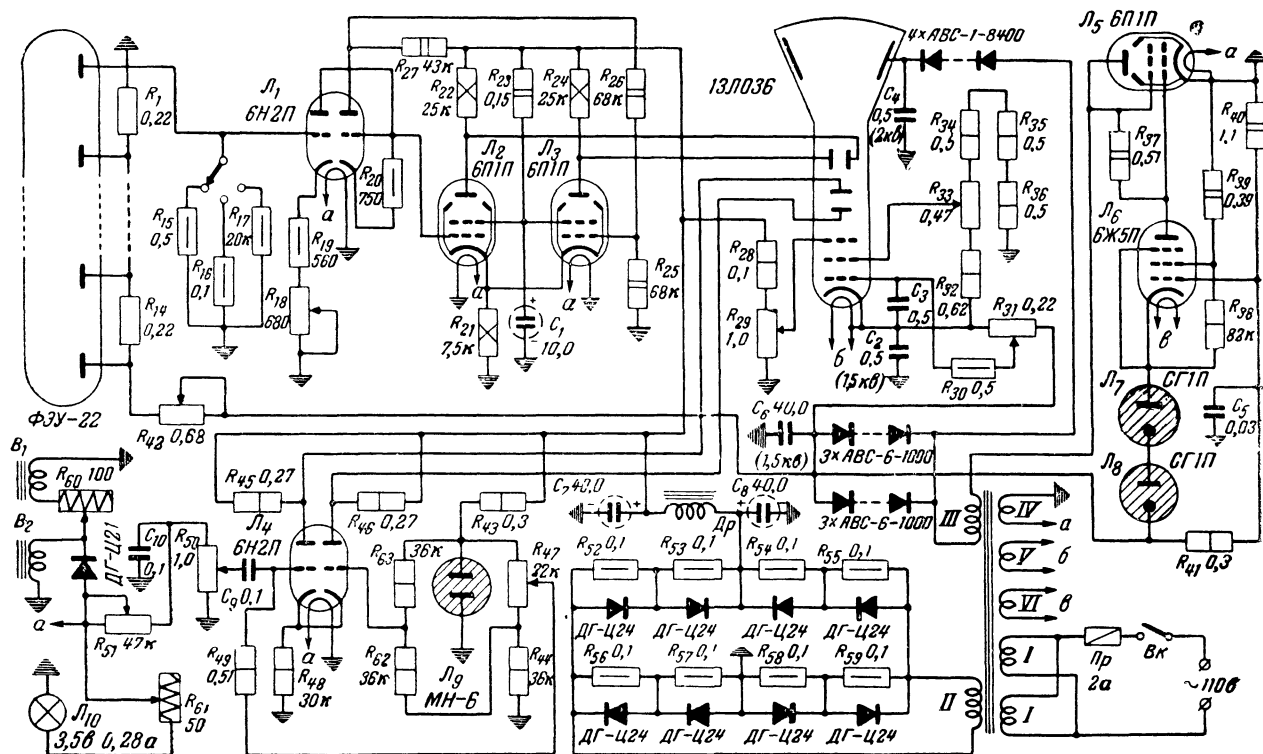 ФЭУ-22
R1
0,22
R14
0,22
R42 0,68
R15
0,5
R16
0,1
R17
20к
Л1
6Н2П
а
R19
560
R18
680
R20
750
R27 43к
R22
25к
R23
0,15
R24
25к
R26
68к
Л2
6П1П
Л3
6П1П
а
а
R21
7,5к
C1
10,0
R25
68к
13ЛО36
4×АВС-1-8400
C4
0,5
(2кв)
R34
0,5
R35
0,5
R33
0,47
R36
0,5
R32
0,62
R31 0,22
R28
0,1
R29
1,0
б
C3
0,5
C2
0,5
(1,5кв)
R30 0,5
Л5 6П1П
а
R40
1,1
R37
0,51
R39
0,39
Л6
6Ж5П
в
R38
82к
Л7
СГ1П
C5
0,03
Л8
СГ1П
R41 0,3
C6 40,0
(1,5кв)
3×АВС-6-1000
3×АВС-6-1000
III
IV
а
V
б
VI
в
I
I
II
Пр
2а
Вк
~110в
B1
R60 100
B2
ДГ-Ц21
C10
0,1
R50
1,0
а
R51 47к
Л10
3,5в 0,28а
R61
50
C9 0,1
R45 0,27
Л4
6Н2П
R46 0,27
R43 0,3
R63
36к
R47
22к
R49
0,51
а
R48
30к
R62
36к
Л9
МН-6
R44
36к
C7 40,0
Др
C8 40,0
R52 0,1
R53 0,1
R54 0,1
R55 0,1
ДГ-Ц24
ДГ-Ц24
ДГ-Ц24
ДГ-Ц24
R56 0,1
R57 0,1
R58 0,1
R59 0,1
ДГ-Ц24
ДГ-Ц24
ДГ-Ц24
ДГ-Ц24